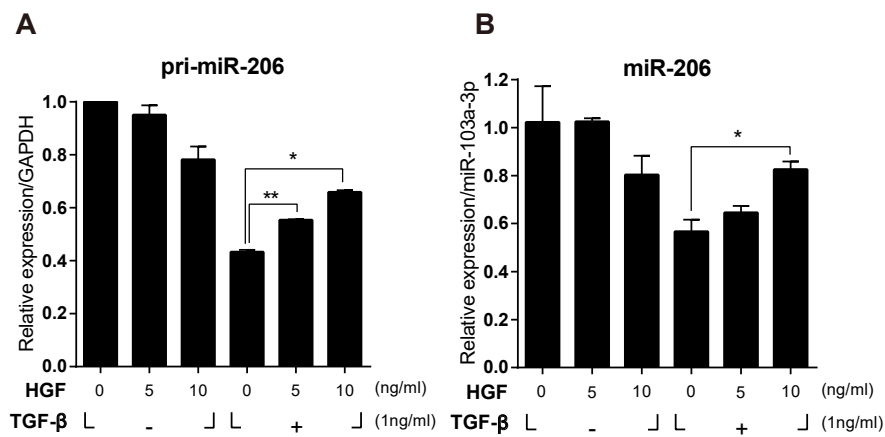 A
pri-miR-206
Relative expression/GAPDH
1.0
0.8
0.6
0.4
0.2
0.0
*
**
HGF 0 5 10 0 5 10 (ng/ml)
TGF-β - + (1ng/ml)
B
miR-206
Relative expression/miR-103a-3p
1.2
1.0
0.8
0.6
0.4
0.2
0.0
*
HGF 0 5 10 0 5 10 (ng/ml)
TGF-β - + (1ng/ml)